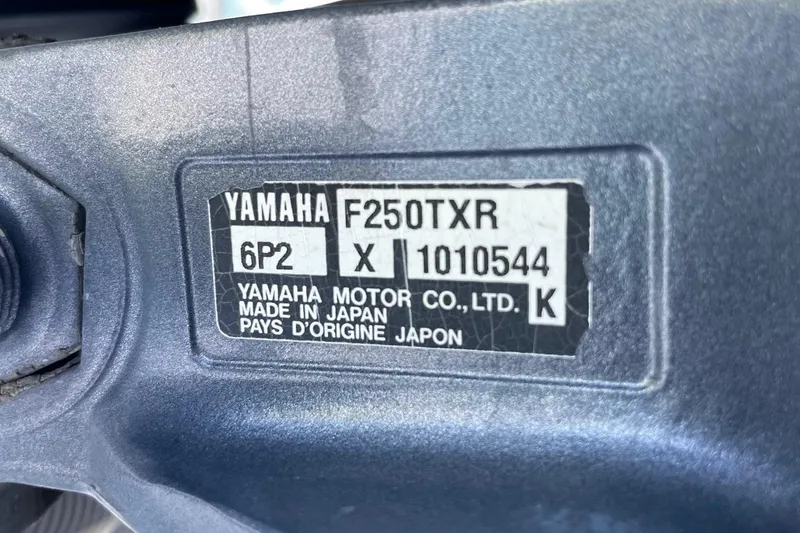 YAMAHA F250TXR
6P2 X 1010544
YAMAHA MOTOR CO., LTD. K
MADE IN JAPAN
PAYS D'ORIGINE JAPON